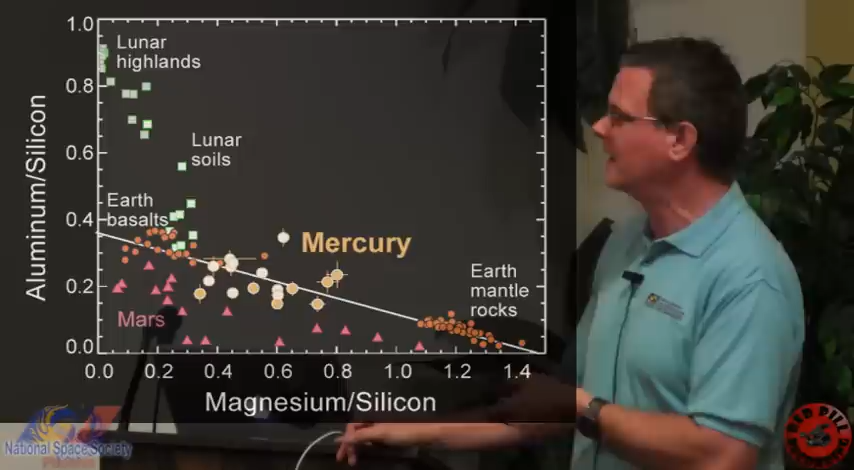 1.0
Lunar
highlands
0.8
Lunar
soils
0.6
Earth
basalts
0.4
Mercury
Earth
mantle
rocks
0.2
Mars
0.0
0.0 0.2 0.4 0.6 0.8 1.0 1.2 1.4
Aluminum/Silicon
Magnesium/Silicon
National Space Society
RED PILL